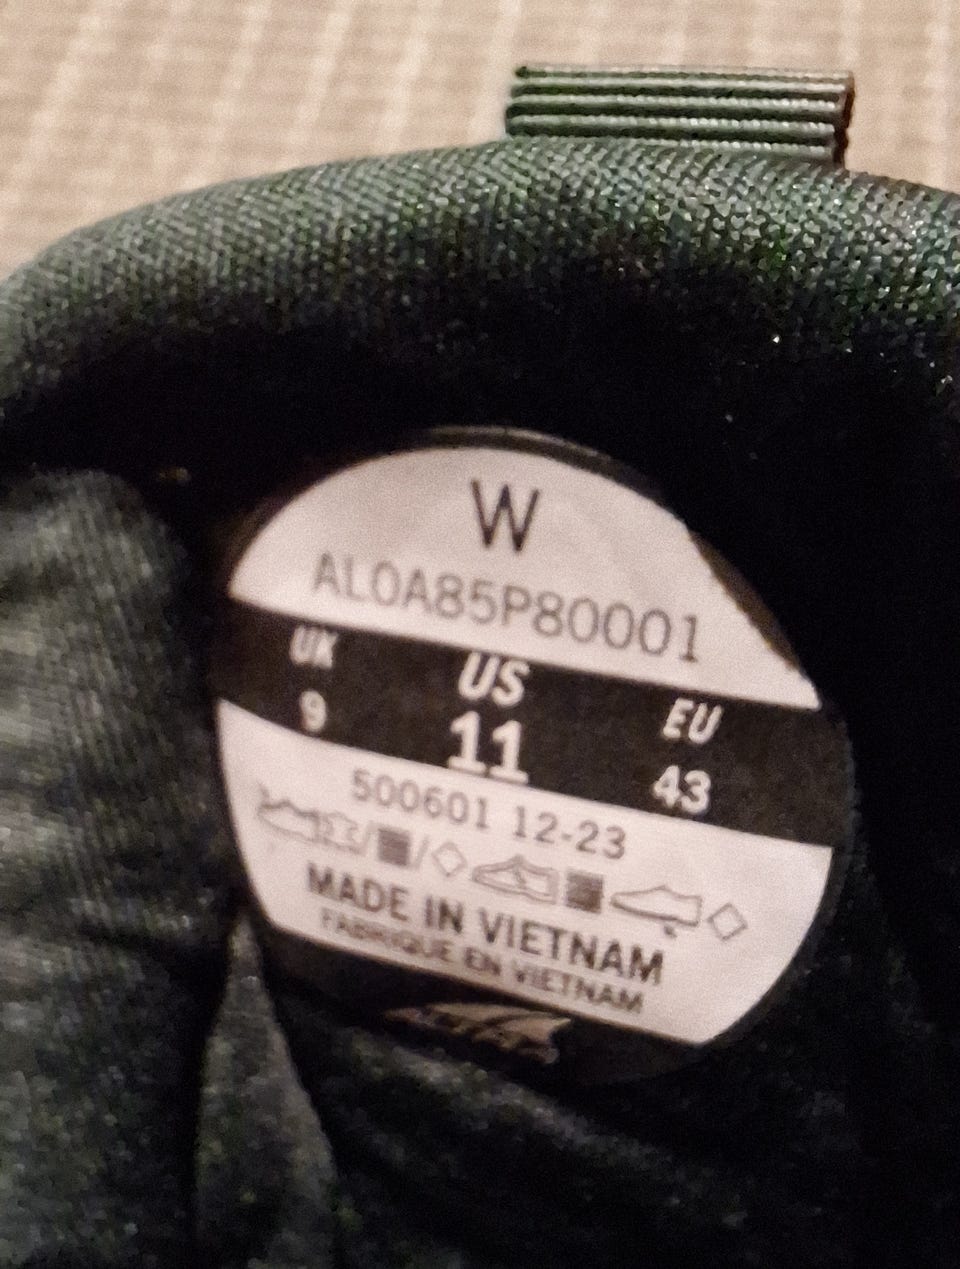 W
AL0A85P80001
UK US EU
9 11 43
500601 12-23
MADE IN VIETNAM
FABRIQUE EN VIETNAM